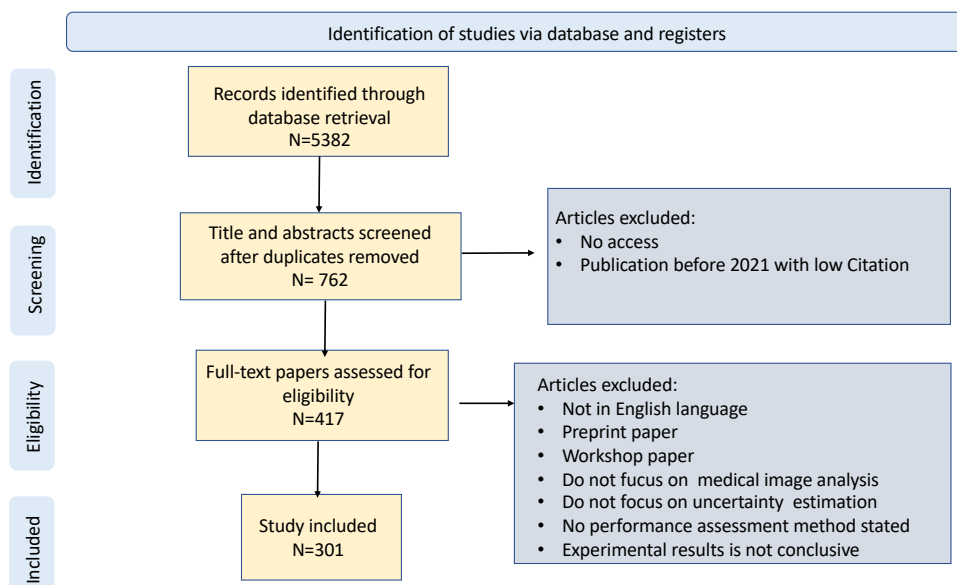 Identification of studies via database and registers
Identification
Records identified through
database retrieval
N=5382
Screening
Title and abstracts screened
after duplicates removed
N= 762
Articles excluded:
• No access
• Publication before 2021 with low Citation
Eligibility
Full-text papers assessed for
eligibility
N=417
Articles excluded:
• Not in English language
• Preprint paper
• Workshop paper
• Do not fucus on medical image analysis
• Do not focus on uncertainty estimation
• No performance assessment method stated
• Experimental results is not conclusive
Included
Study included
N=301